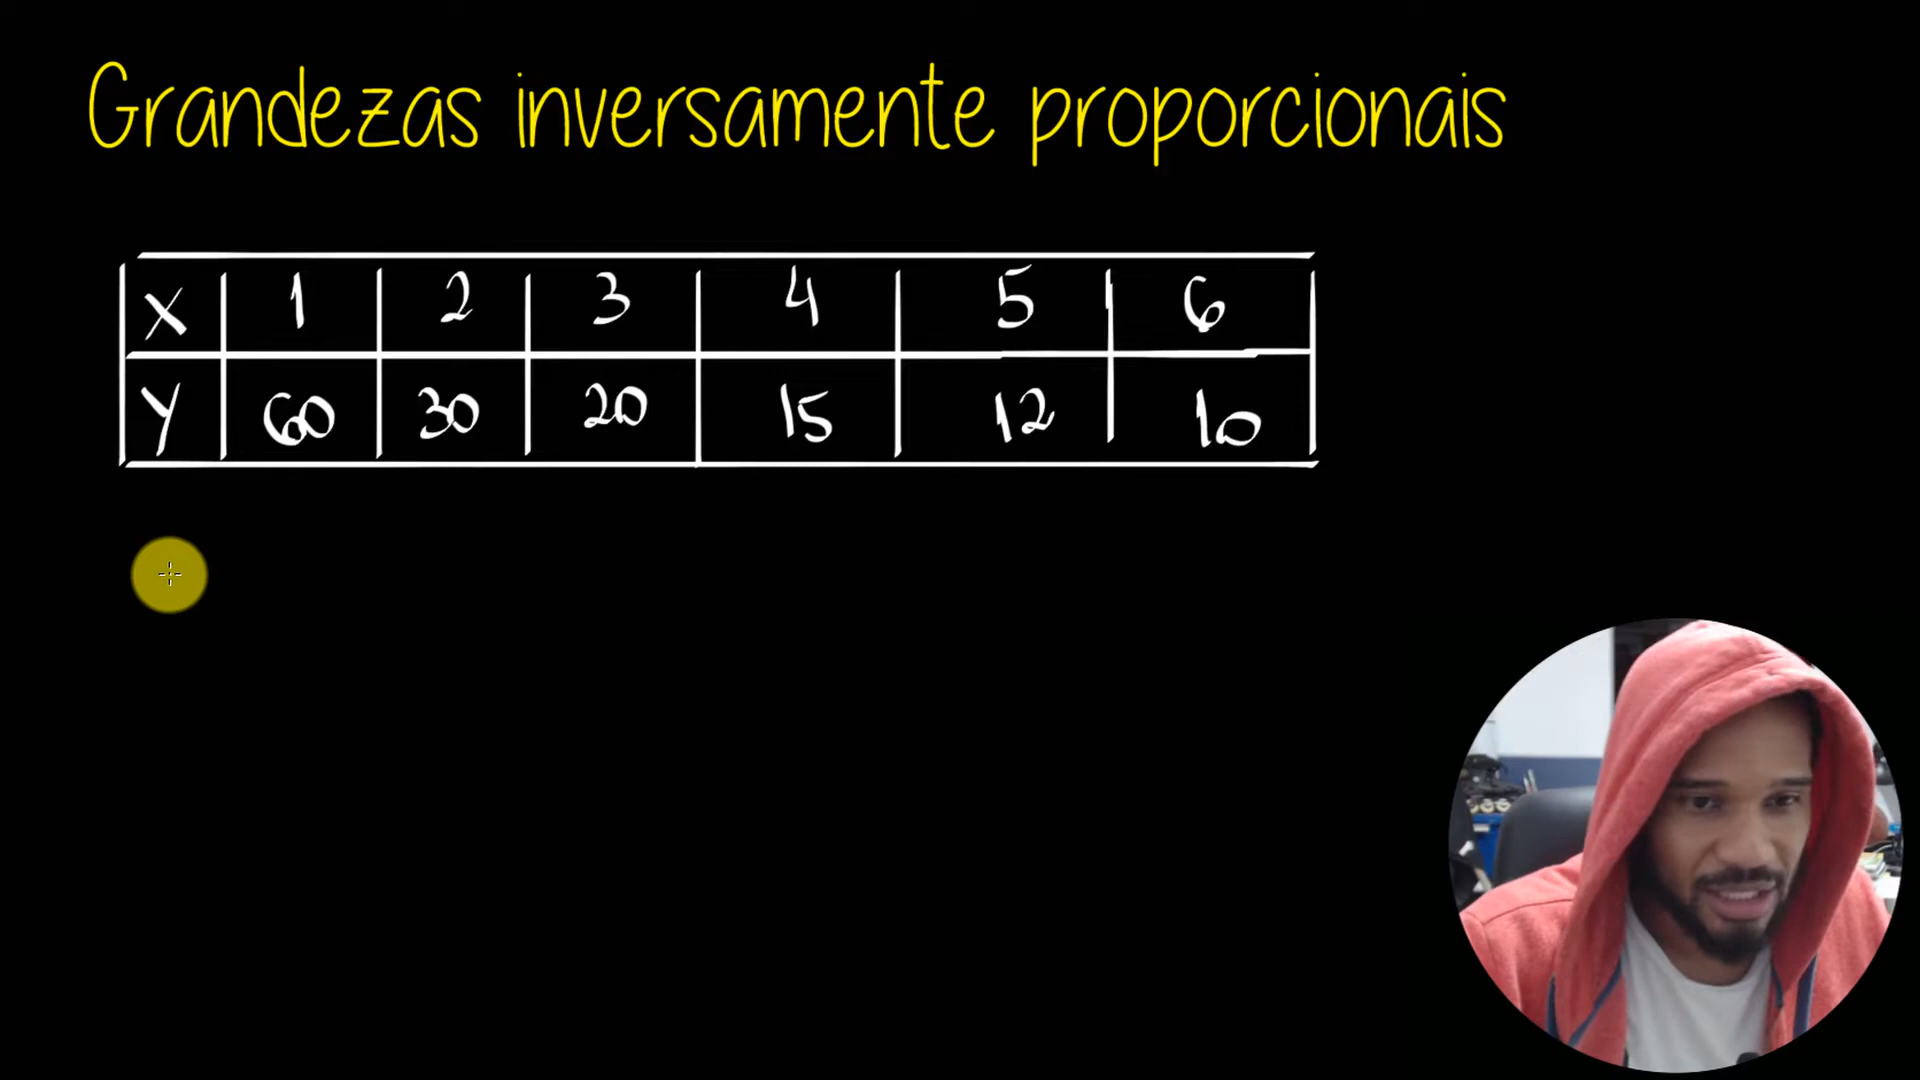 Grandezas inversamente proporcionais
X 1 2 3 4 5 6
Y 60 30 20 15 12 10